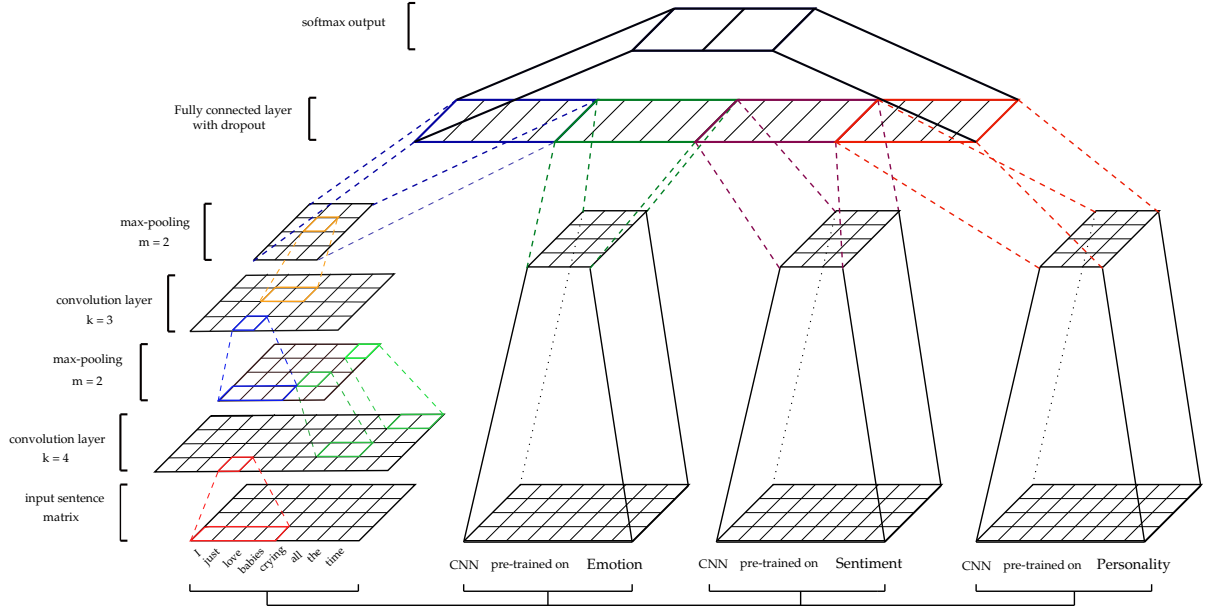 softmax output
Fully connected layer
with dropout
max-pooling
m = 2
convolution layer
k = 3
max-pooling
m = 2
convolution layer
k = 4
input sentence
matrix
I
just
love
babies
crying
all
the
time
CNN pre-trained on Emotion
CNN pre-trained on Sentiment
CNN pre-trained on Personality